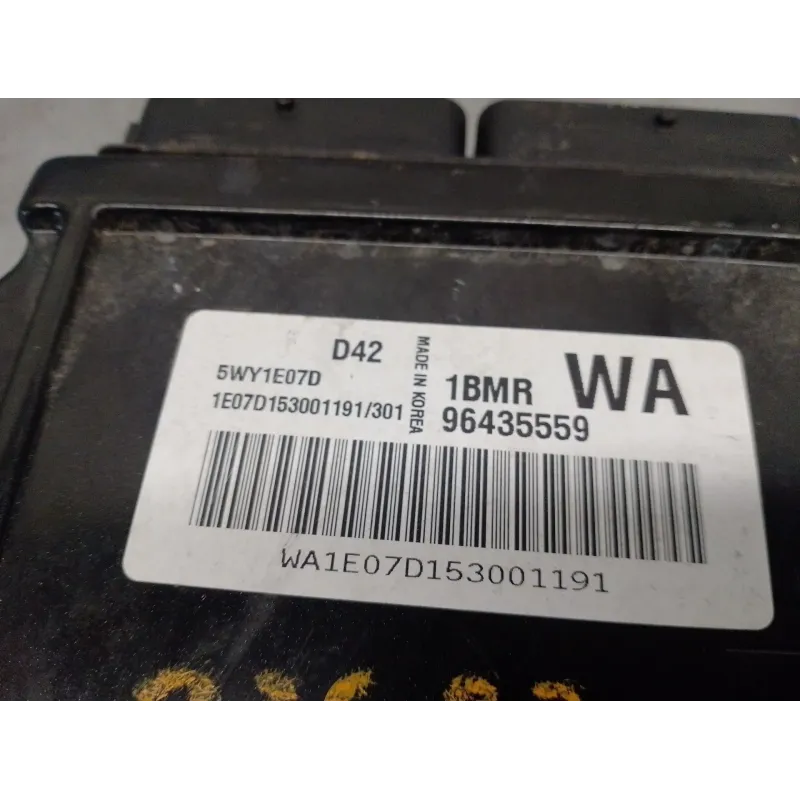 D42
5WY1E07D
1E07D153001191/301
MADE IN KOREA
1BMR WA
96435559
WA1E07D153001191